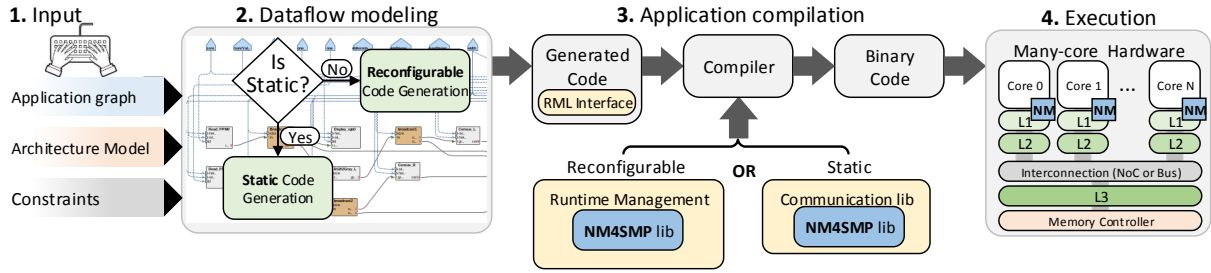 1. Input
Application graph
Architecture Model
Constraints
2. Dataflow modeling
Is
Static?
No
Reconfigurable
Code Generation
Yes
Static Code
Generation
3. Application compilation
Generated
Code
RML Interface
Compiler
Binary
Code
Reconfigurable
OR
Static
Runtime Management
NM4SMP lib
Communication lib
NM4SMP lib
4. Execution
Many-core Hardware
Core 0
Core 1
...
Core N
NM
NM
NM
L1
L1
L1
L2
L2
L2
Interconnection (NoC or Bus)
L3
Memory Controller